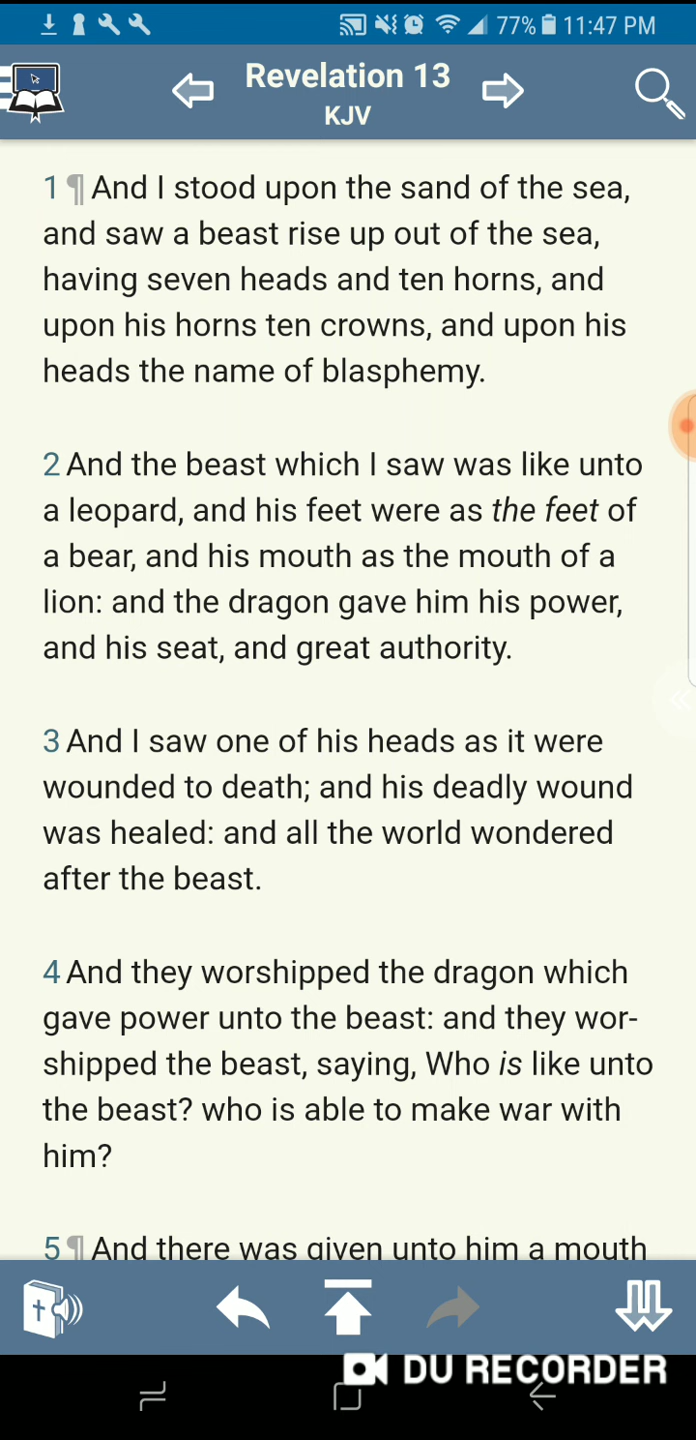 77% 11:47 PM
Revelation 13
KJV
1 ¶ And I stood upon the sand of the sea,
and saw a beast rise up out of the sea,
having seven heads and ten horns, and
upon his horns ten crowns, and upon his
heads the name of blasphemy.
2 And the beast which I saw was like unto
a leopard, and his feet were as the feet of
a bear, and his mouth as the mouth of a
lion: and the dragon gave him his power,
and his seat, and great authority.
3 And I saw one of his heads as it were
wounded to death; and his deadly wound
was healed: and all the world wondered
after the beast.
4 And they worshipped the dragon which
gave power unto the beast: and they wor-
shipped the beast, saying, Who is like unto
the beast? who is able to make war with
him?
5 ¶ And there was given unto him a mouth
DU RECORDER